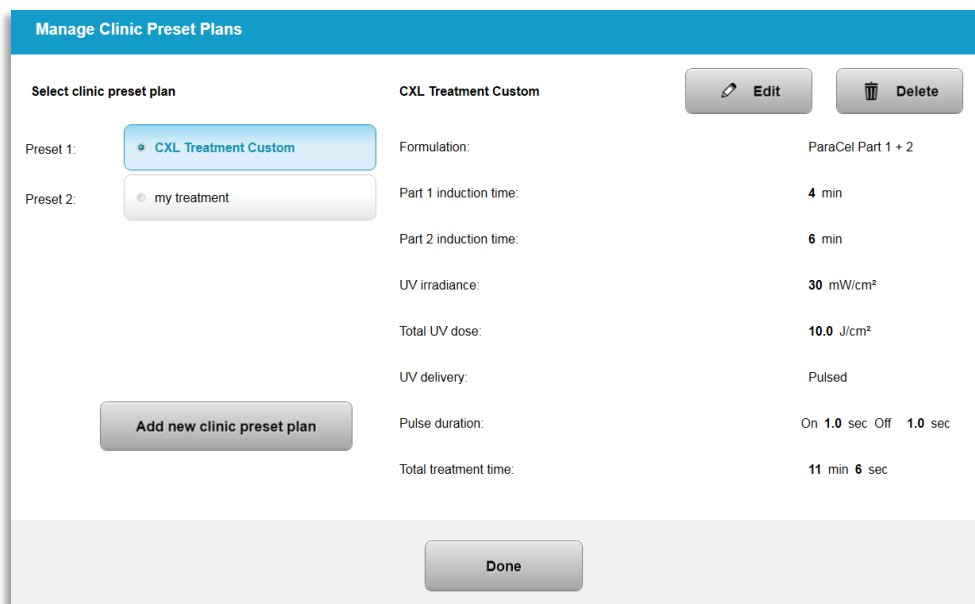 Manage Clinic Preset Plans
Select clinic preset plan
Preset 1: CXL Treatment Custom
Preset 2: my treatment
Add new clinic preset plan
CXL Treatment Custom Edit Delete
Formulation: ParaCel Part 1 + 2
Part 1 induction time: 4 min
Part 2 induction time: 6 min
UV irradiance: 30 mW/cm²
Total UV dose: 10.0 J/cm²
UV delivery: Pulsed
Pulse duration: On 1.0 sec Off 1.0 sec
Total treatment time: 11 min 6 sec
Done